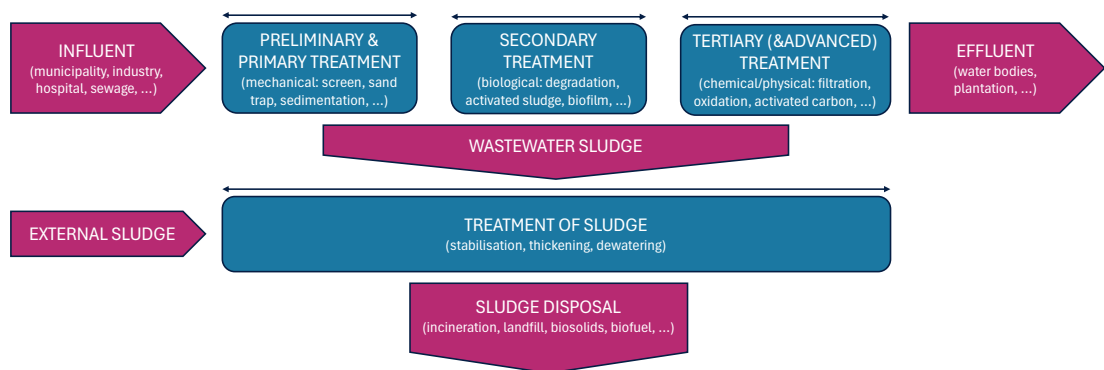 INFLUENT
(municipality, industry,
hospital, sewage, ...)
PRELIMINARY &
PRIMARY TREATMENT
(mechanical: screen, sand
trap, sedimentation, ...)
SECONDARY
TREATMENT
(biological: degradation,
activated sludge, biofilm, ...)
TERTIARY (&ADVANCED)
TREATMENT
(chemical/physical: filtration,
oxidation, activated carbon, ...)
EFFLUENT
(water bodies,
plantation, ...)
WASTEWATER SLUDGE
EXTERNAL SLUDGE
TREATMENT OF SLUDGE
(stabilisation, thickening, dewatering)
SLUDGE DISPOSAL
(incineration, landfill, biosolids, biofuel, ...)